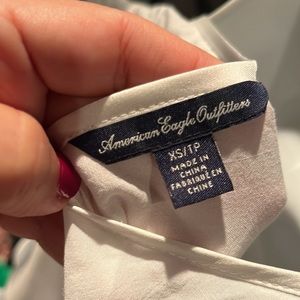 American Eagle Outfitters
XS/TP
MADE IN
CHINA
FABRIQUÉ EN
CHINE